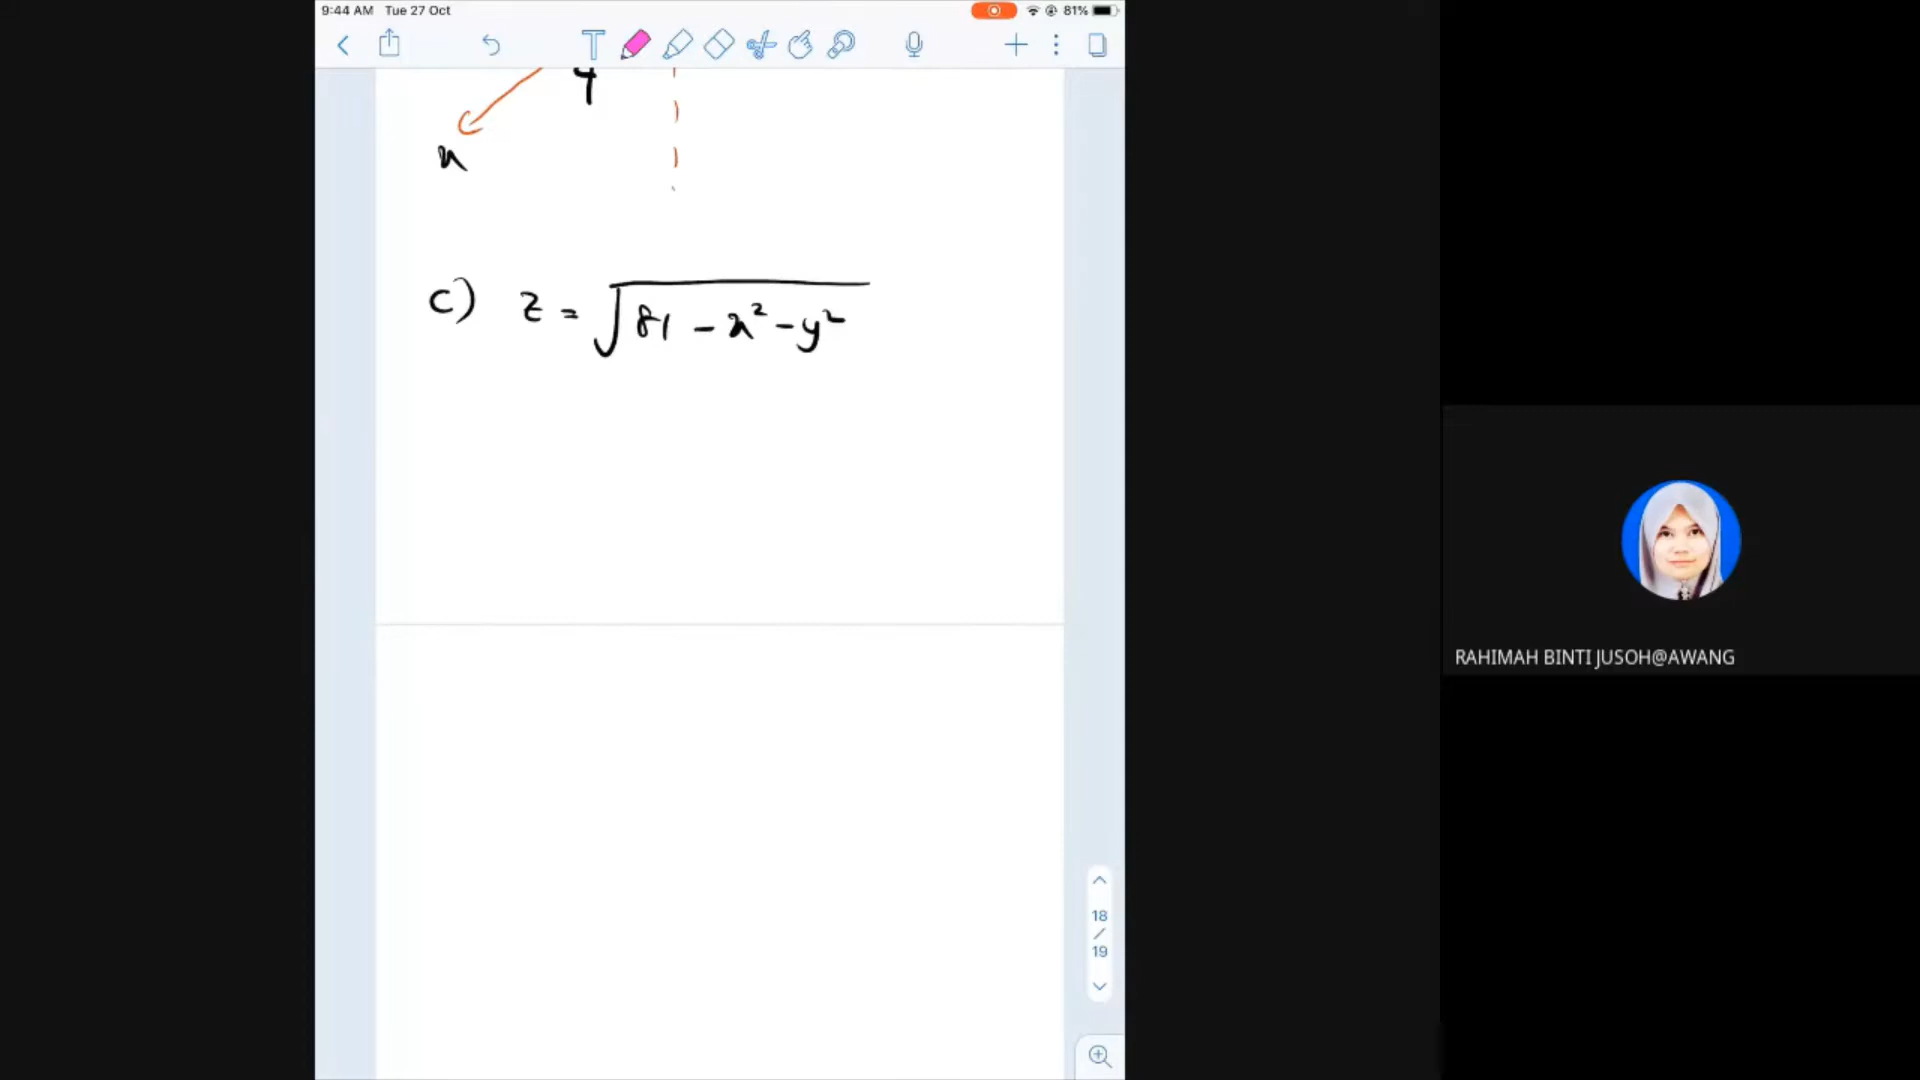 9:44 AM Tue 27 Oct 81%
y
x
c) z = √81 - x² - y²
RAHIMAH BINTI JUSOH@AWANG
18
/
19